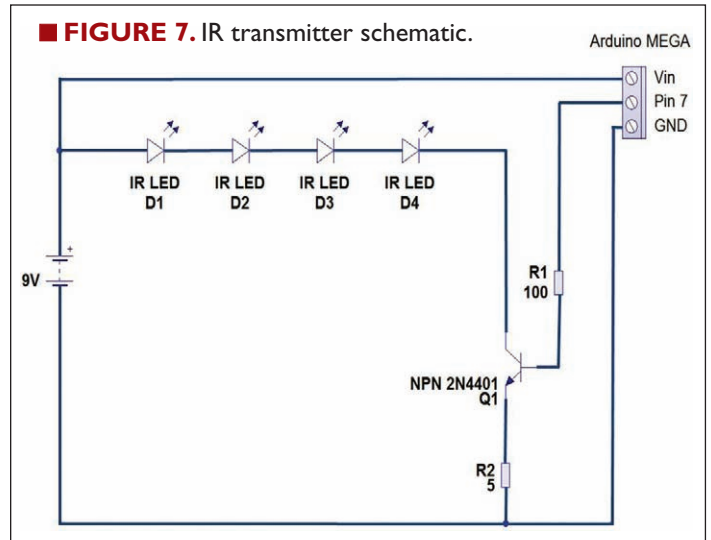 ■ FIGURE 7. IR transmitter schematic.
Arduino MEGA
Vin
Pin 7
GND
IR LED
D1
IR LED
D2
IR LED
D3
IR LED
D4
+
9V
R1
100
NPN 2N4401
Q1
R2
5